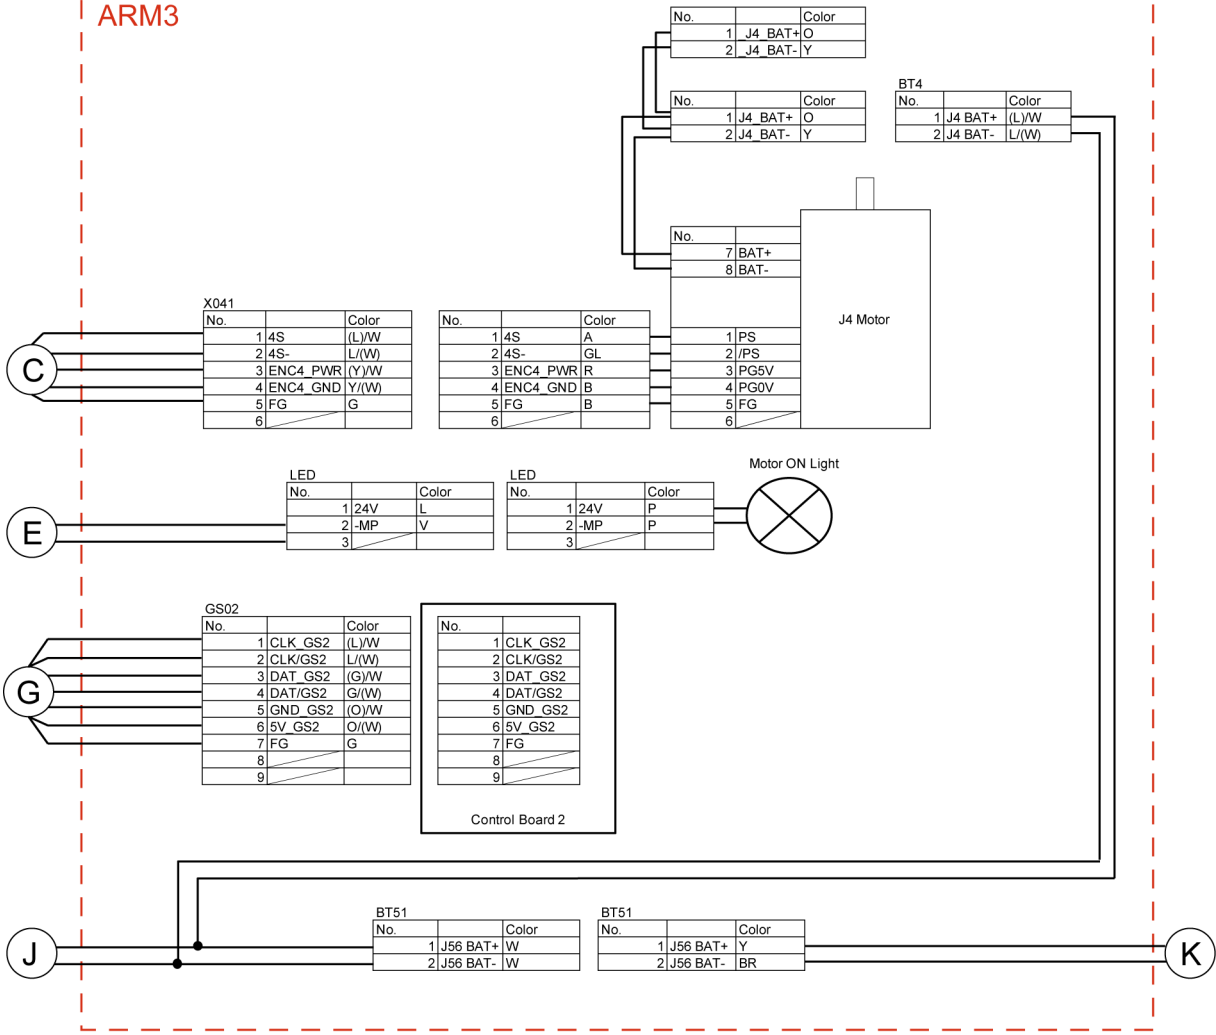 ARM3
No. Color
1 _J4_BAT+ O
2 _J4_BAT- Y
No. Color
1 J4_BAT+ O
2 J4_BAT- Y
BT4
No. Color
1 J4 BAT+ (L)/W
2 J4 BAT- L/(W)
No.
7 BAT+
8 BAT-
J4 Motor
1 PS
2 /PS
3 PG5V
4 PG0V
5 FG
6
C
X041
No. Color
1 4S (L)/W
2 4S- L/(W)
3 ENC4_PWR (Y)/W
4 ENC4_GND Y/(W)
5 FG G
6
No. Color
1 4S A
2 4S- GL
3 ENC4_PWR R
4 ENC4_GND B
5 FG B
6
E
LED
No. Color
1 24V L
2 -MP V
3
LED
No. Color
1 24V P
2 -MP P
3
Motor ON Light
G
GS02
No. Color
1 CLK_GS2 (L)/W
2 CLK/GS2 L/(W)
3 DAT_GS2 (G)/W
4 DAT/GS2 G/(W)
5 GND_GS2 (O)/W
6 5V_GS2 O/(W)
7 FG G
8
9
No.
1 CLK_GS2
2 CLK/GS2
3 DAT_GS2
4 DAT/GS2
5 GND_GS2
6 5V_GS2
7 FG
8
9
Control Board 2
J
BT51
No. Color
1 J56 BAT+ W
2 J56 BAT- W
BT51
No. Color
1 J56 BAT+ Y
2 J56 BAT- BR
K